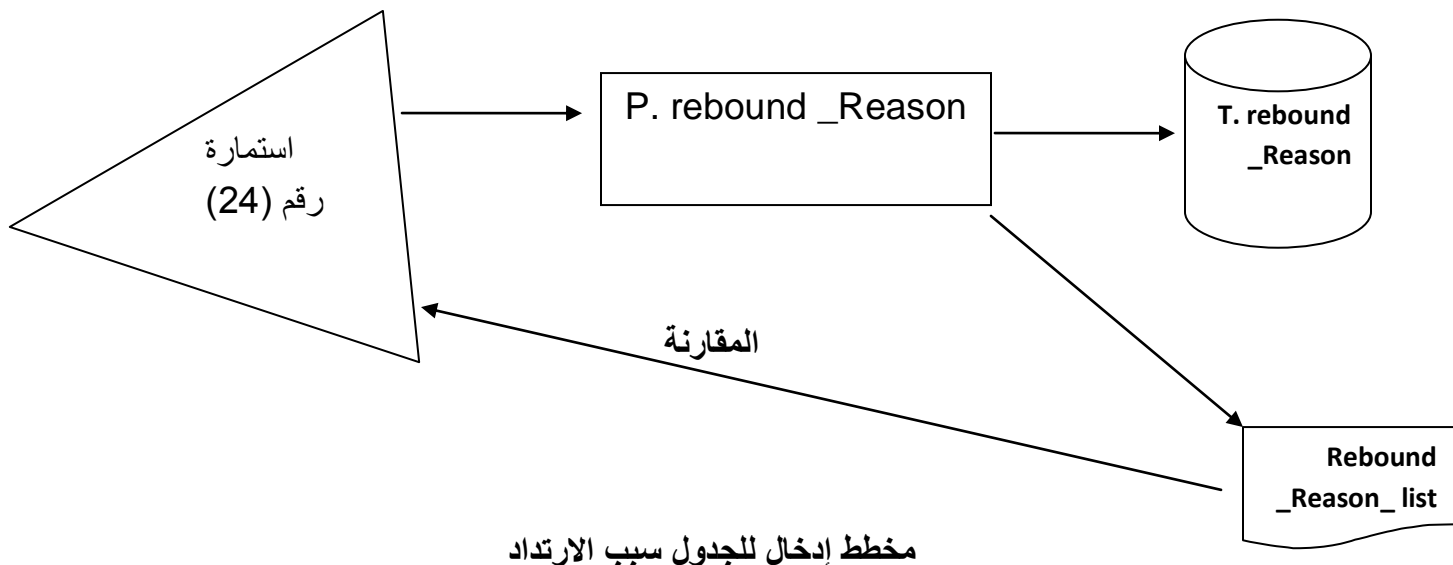 P. rebound _Reason
T. rebound
_Reason
استمارة
رقم (24)
المقارنة
Rebound
_Reason_ list
مخطط إدخال للجدول سبب الارتداد